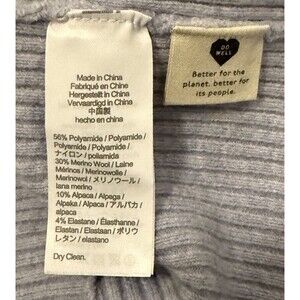 Made in China
Fabriqué en Chine
Hergestellt in China
Vervaardigd in China
中国製
hecho en china
56% Polyamide / Polyamide /
Polyamid / Polyamide /
ナイロン / poliamida
30% Merino Wool / Laine
Mérinos / Merinowolle /
Merinowol / メリノウール /
lana merino
10% Alpaca / Alpaga /
Alpaka / Alpaca / アルパカ /
alpaca
4% Elastane / Élasthanne /
Elastan / Elastaan / ポリウ
レタン / elastano
Dry Clean.
DO
WELL
Better for the
planet, better for
its people.